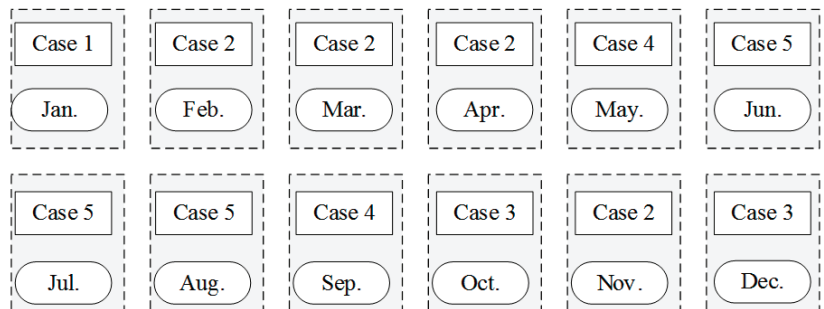 Case 1 Case 2 Case 2 Case 2 Case 4 Case 5
Jan. Feb. Mar. Apr. May. Jun.
Case 5 Case 5 Case 4 Case 3 Case 2 Case 3
Jul. Aug. Sep. Oct. Nov. Dec.